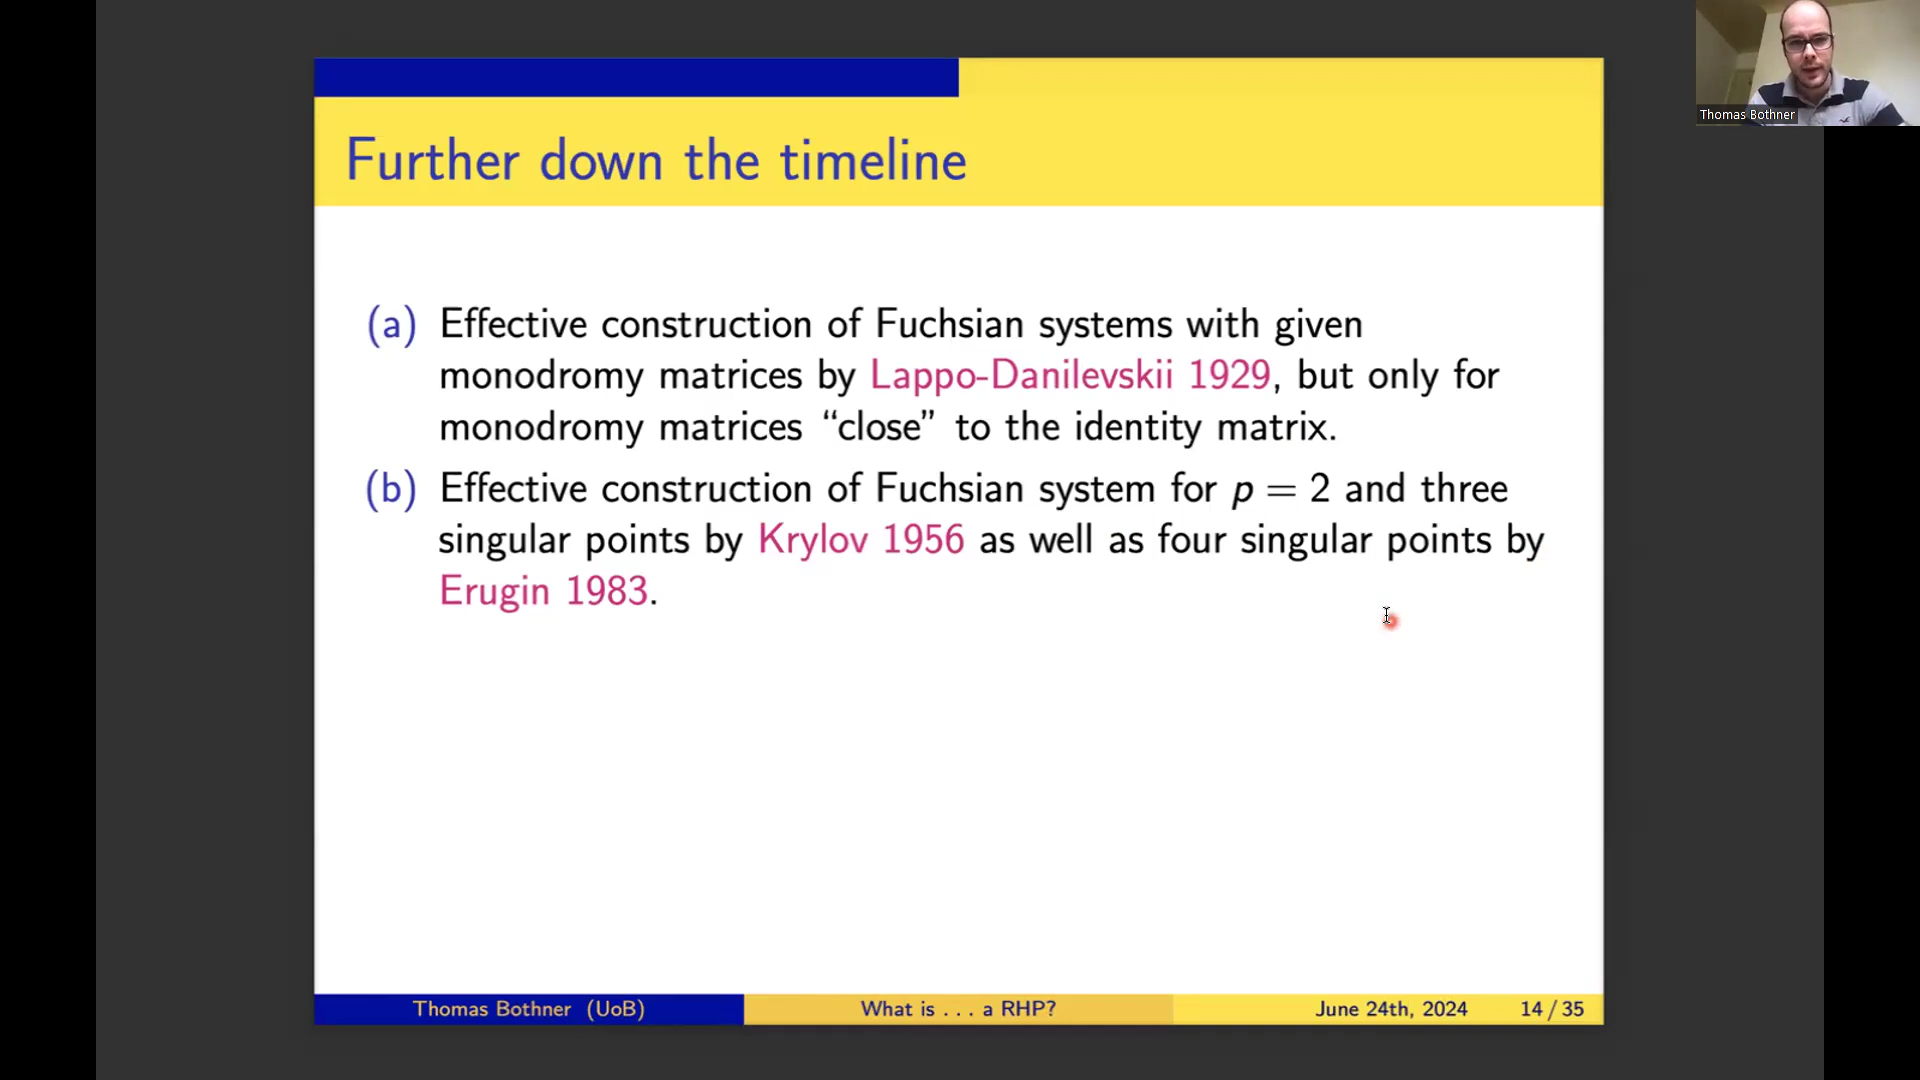 Thomas Bothner
Further down the timeline
(a) Effective construction of Fuchsian systems with given
monodromy matrices by Lappo-Danilevskii 1929, but only for
monodromy matrices “close” to the identity matrix.
(b) Effective construction of Fuchsian system for p = 2 and three
singular points by Krylov 1956 as well as four singular points by
Erugin 1983.
Thomas Bothner (UoB) What is . . . a RHP? June 24th, 2024 14 / 35